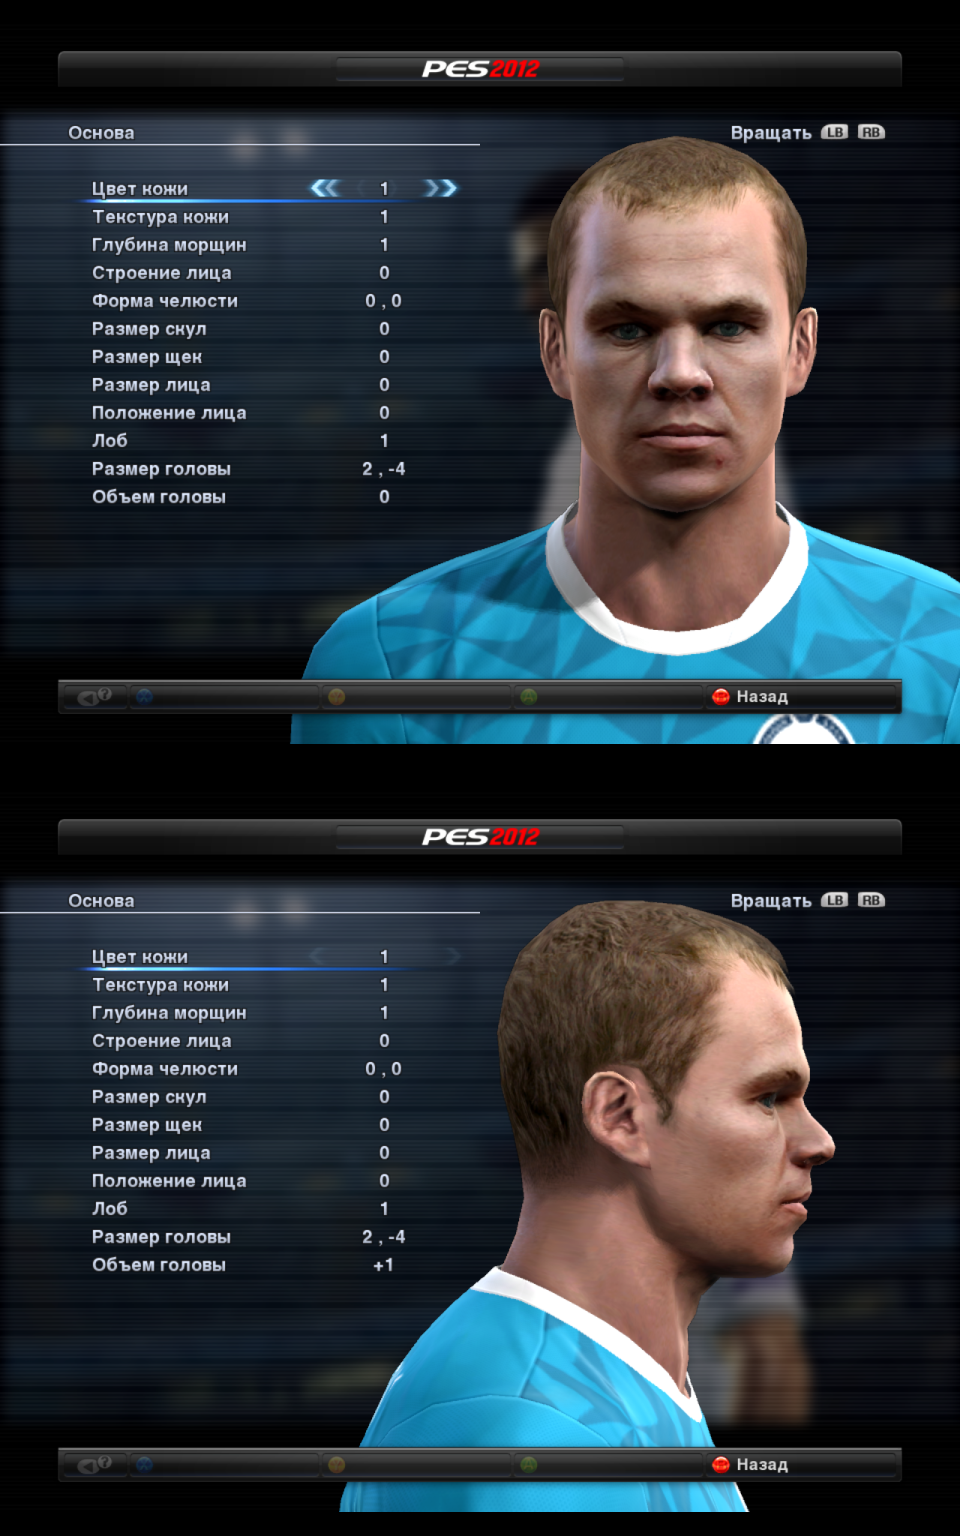 PES2012
Основа
Вращать LB RB
Цвет кожи 1
Текстура кожи 1
Глубина морщин 1
Строение лица 0
Форма челюсти 0 , 0
Размер скул 0
Размер щек 0
Размер лица 0
Положение лица 0
Лоб 1
Размер головы 2 , -4
Объем головы 0
? Назад
PES2012
Основа
Вращать LB RB
Цвет кожи 1
Текстура кожи 1
Глубина морщин 1
Строение лица 0
Форма челюсти 0 , 0
Размер скул 0
Размер щек 0
Размер лица 0
Положение лица 0
Лоб 1
Размер головы 2 , -4
Объем головы +1
? Назад